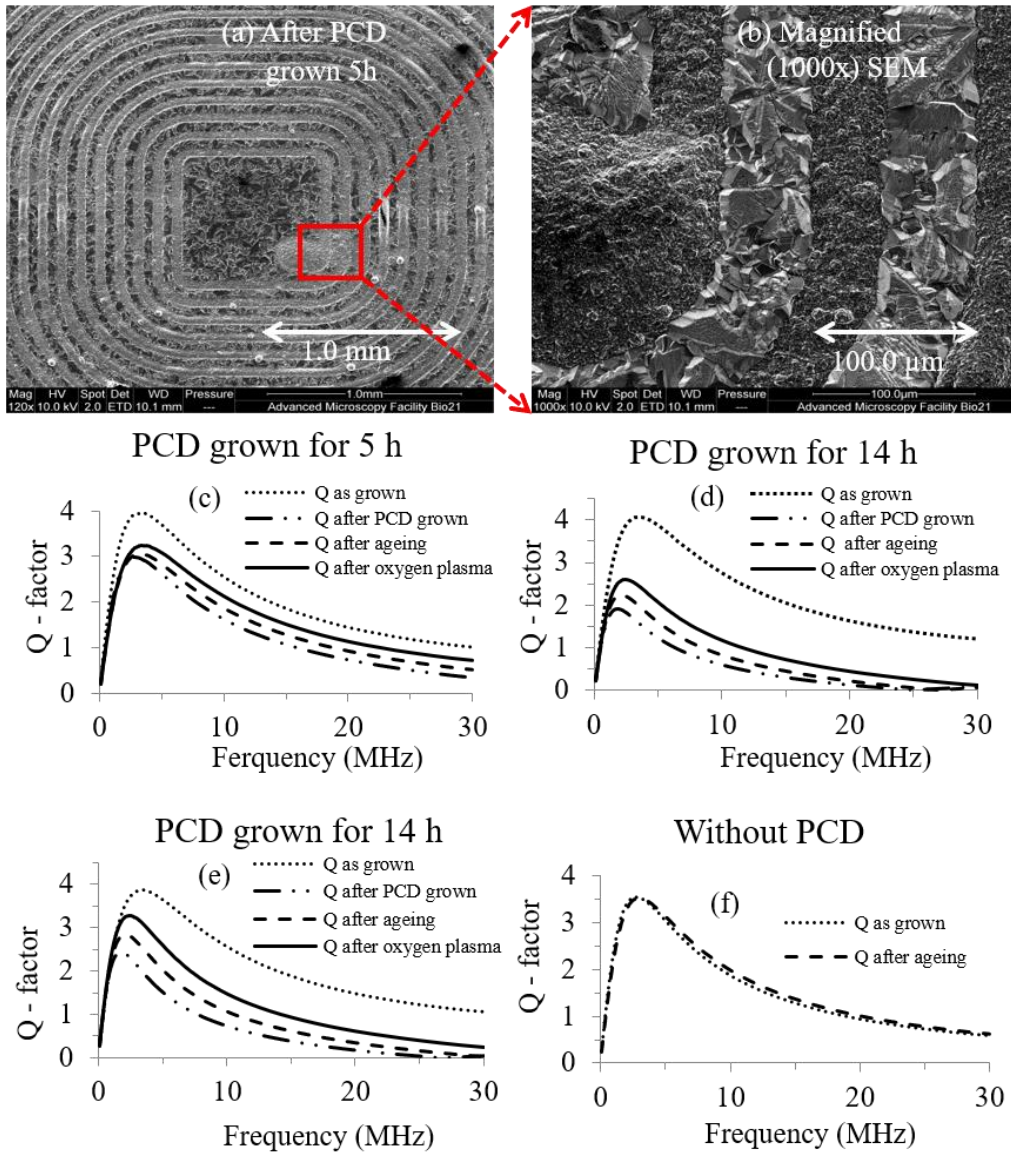 (a) After PCD
grown 5h
1.0 mm
Mag HV Spot Det WD Pressure 1.0mm
120x 10.0 kV 2.0 ETD 10.1 mm --- Advanced Microscopy Facility Bio21
(b) Magnified
(1000x) SEM
100.0 µm
Mag HV Spot Det WD Pressure 100.0µm
1000x 10.0 kV 2.0 ETD 10.1 mm --- Advanced Microscopy Facility Bio21
PCD grown for 5 h
(c)
Q as grown
Q after PCD grown
Q after ageing
Q after oxygen plasma
Q - factor
4
3
2
1
0
0 10 20 30
Ferquency (MHz)
PCD grown for 14 h
(d)
Q as grown
Q after PCD grown
Q after ageing
Q after oxygen plasma
Q - factor
4
3
2
1
0
0 10 20 30
Frequency (MHz)
PCD grown for 14 h
(e)
Q as grown
Q after PCD grown
Q after ageing
Q after oxygen plasma
Q - factor
4
3
2
1
0
0 10 20 30
Frequency (MHz)
Without PCD
(f)
Q as grown
Q after ageing
Q - factor
4
3
2
1
0
0 10 20 30
Frequency (MHz)